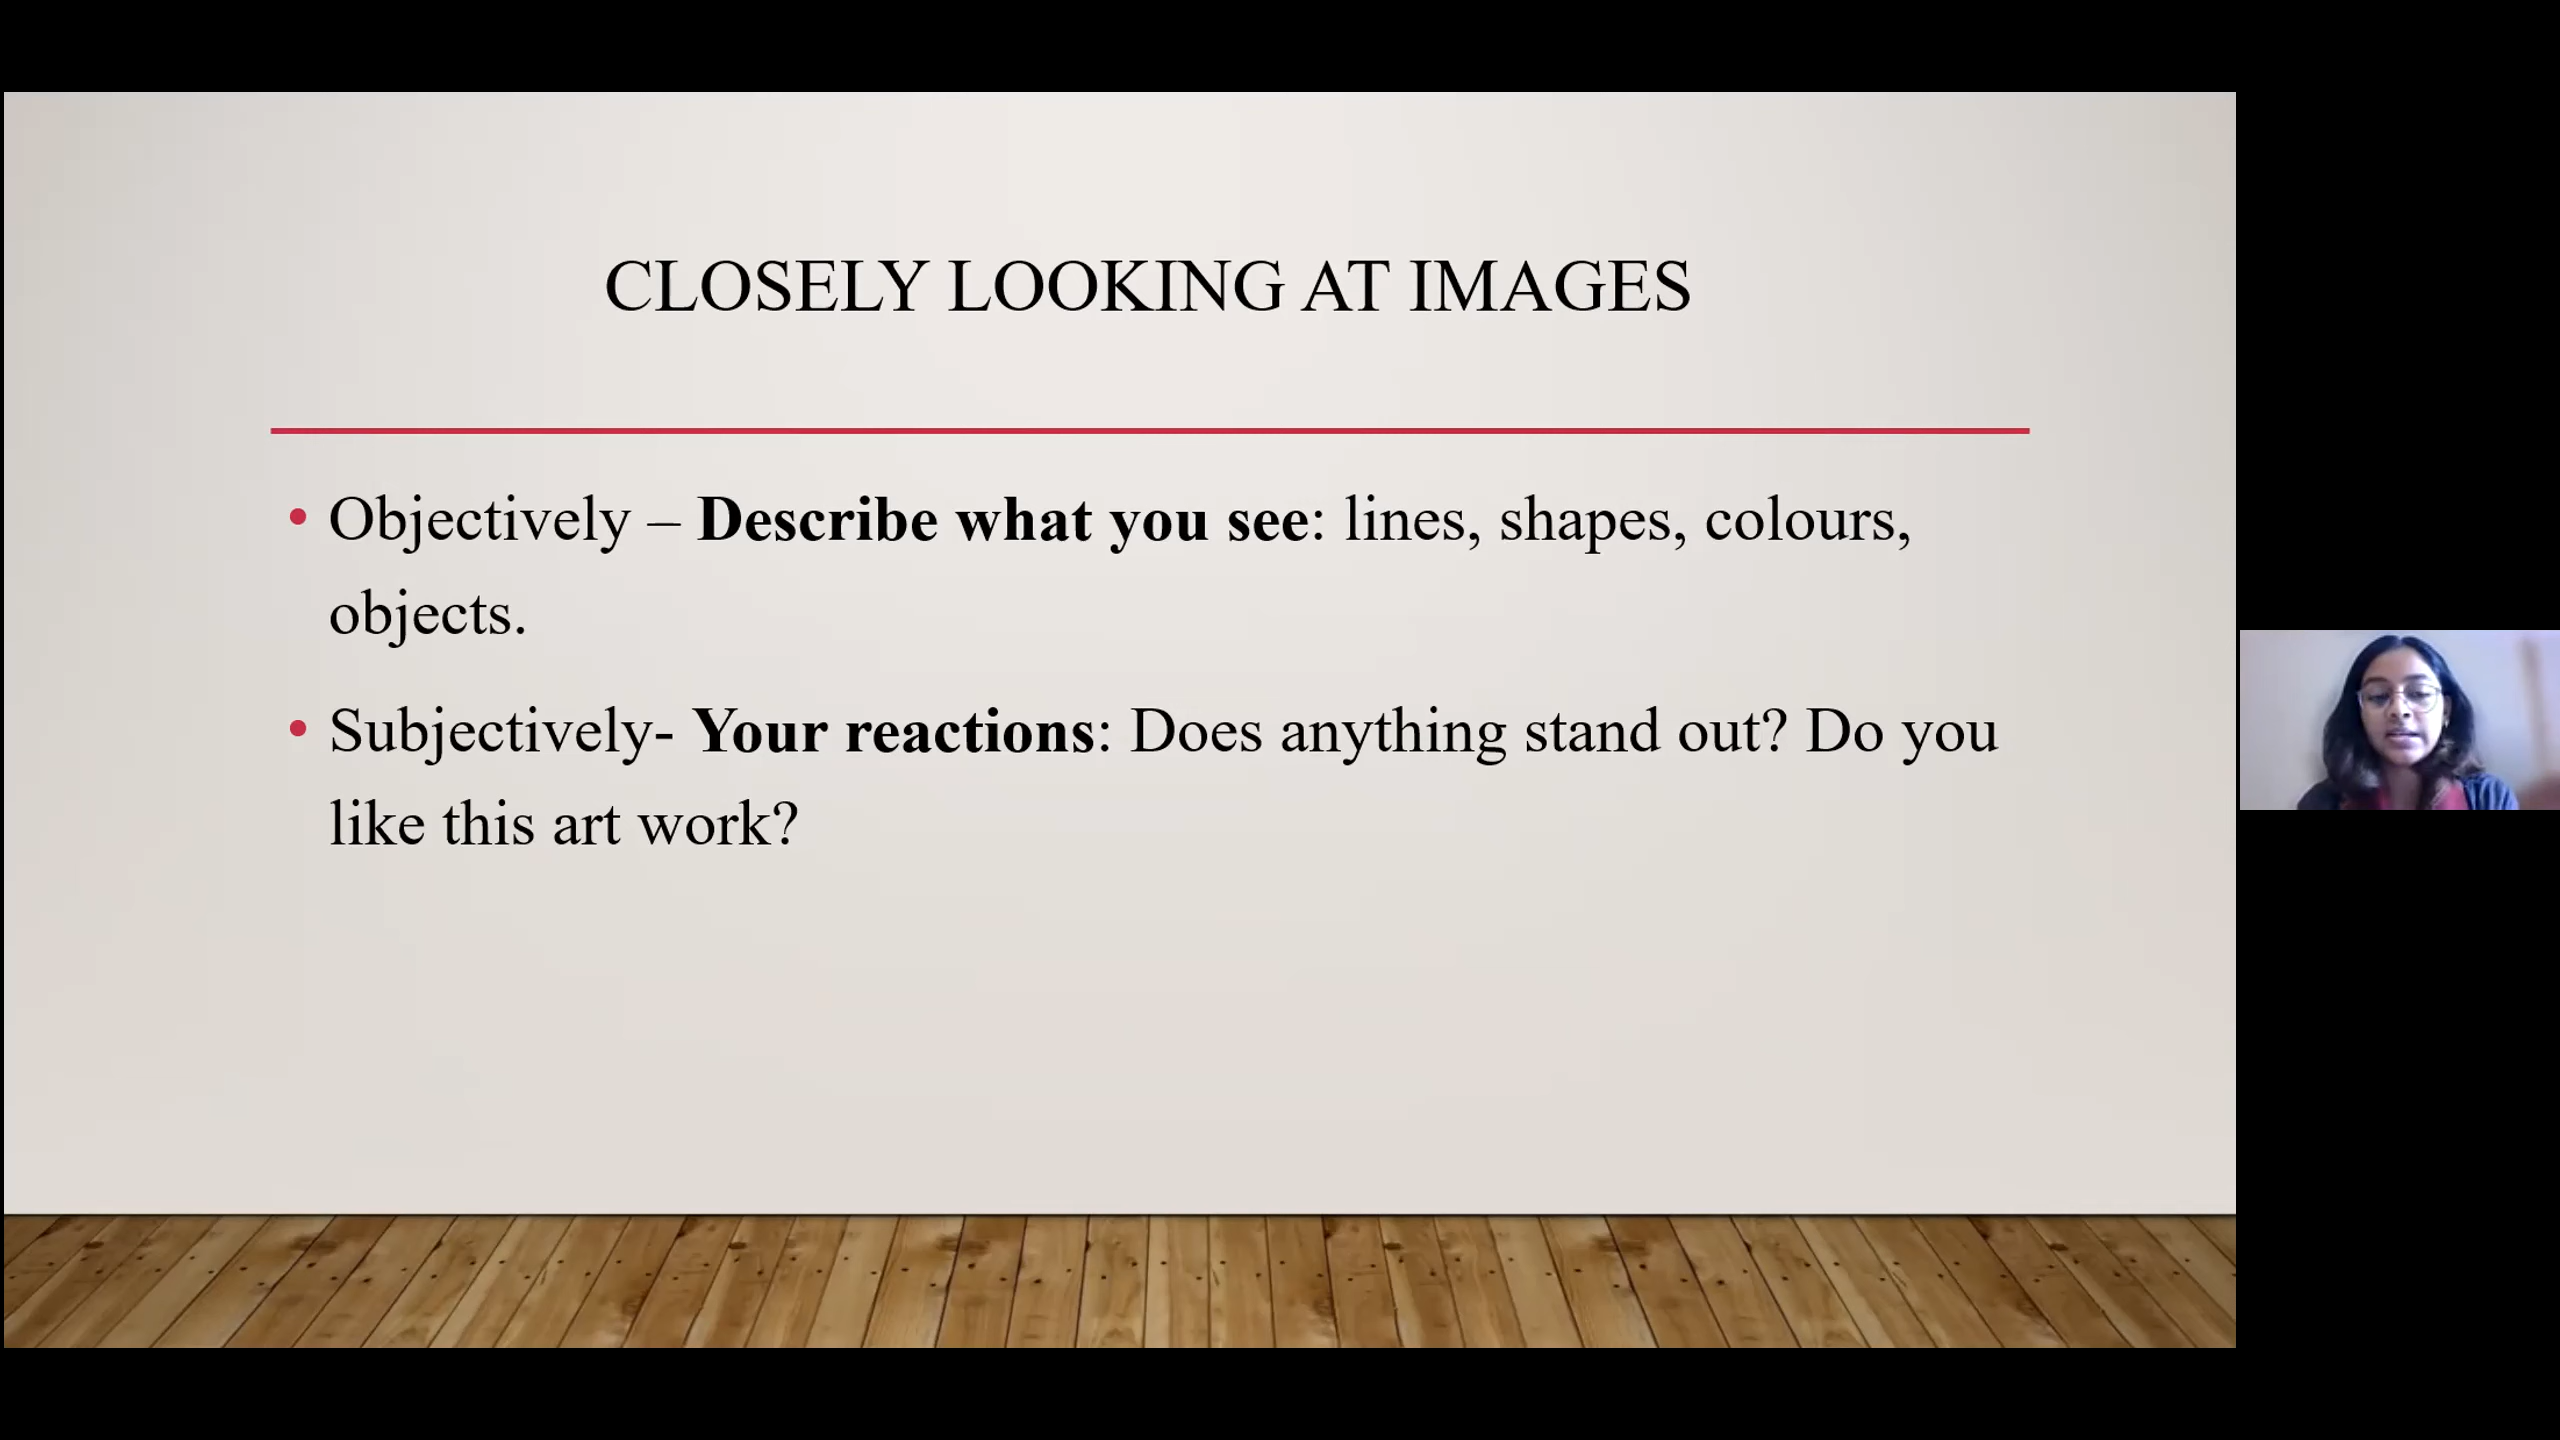 CLOSELY LOOKING AT IMAGES
• Objectively – Describe what you see: lines, shapes, colours,
objects.
• Subjectively- Your reactions: Does anything stand out? Do you
like this art work?